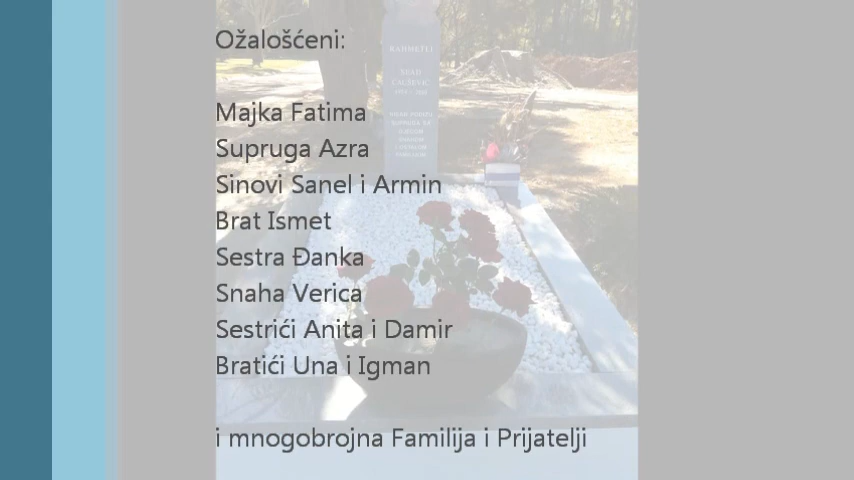 Ožalošćeni:
Majka Fatima
Supruga Azra
Sinovi Sanel i Armin
Brat Ismet
Sestra Đanka
Snaha Verica
Sestrići Anita i Damir
Bratići Una i Igman
i mnogobrojna Familija i Prijatelji
RAHMETLI